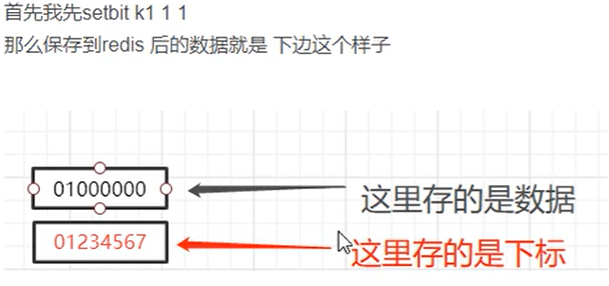 首先我先setbit k1 1 1
那么保存到redis 后的数据就是 下边这个样子
01000000
这里存的是数据
01234567
这里存的是下标